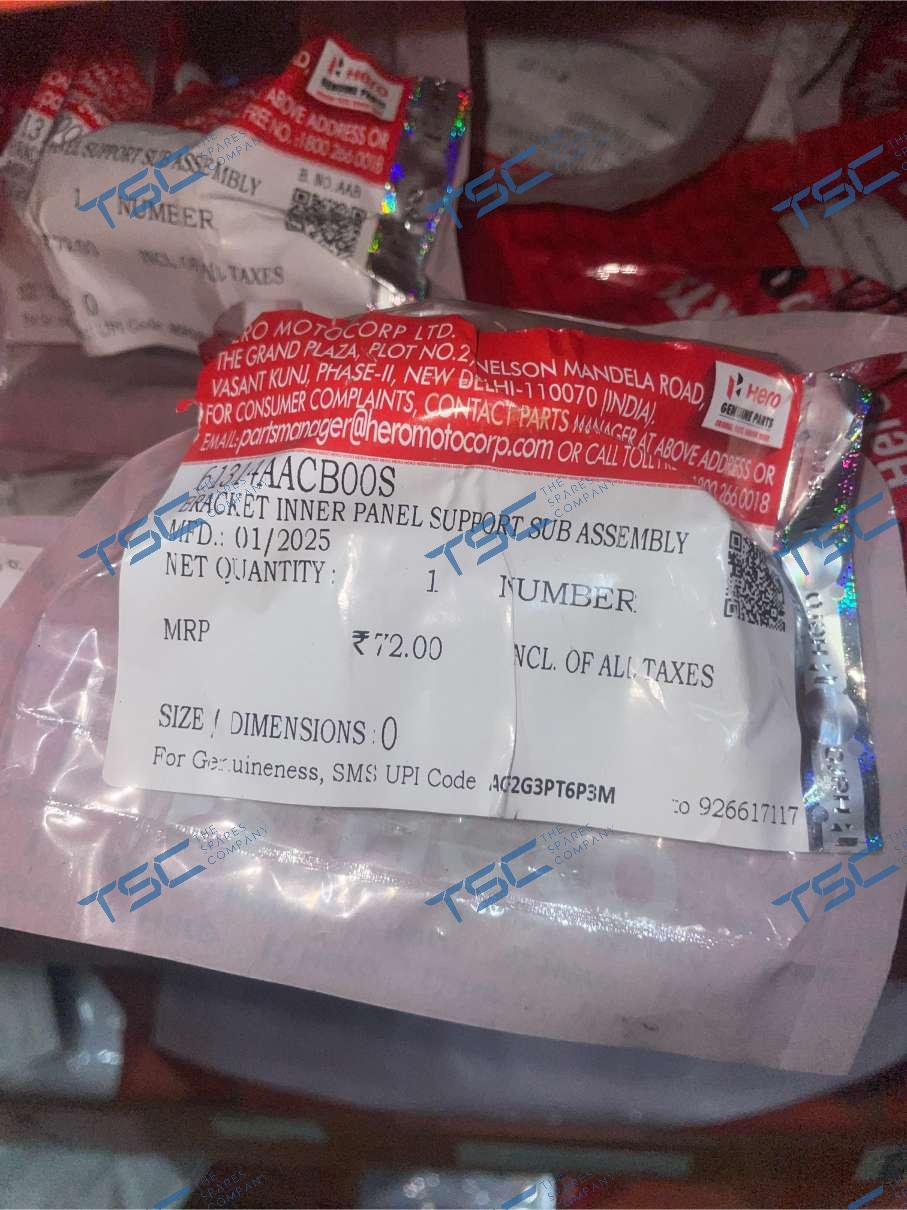 Hero
GENUINE PARTS
ABOVE ADDRESS OR
FREE NO.:1800 266 0018
B. NO. AAB
SUPPORT SUB ASSEMBLY
1 NUMBER
INCL. OF ALL TAXES
0
HERO MOTOCORP LTD.
THE GRAND PLAZA, PLOT NO.2, NELSON MANDELA ROAD,
VASANT KUNJ, PHASE-II, NEW DELHI-110070 (INDIA).
FOR CONSUMER COMPLAINTS, CONTACT PARTS MANAGER AT ABOVE ADDRESS OR
EMAIL:partsmanager@heromotocorp.com OR CALL TOLL
1800 266 0018
Hero
GENUINE PARTS
61344AACB00S
BRACKET INNER PANEL SUPPORT SUB ASSEMBLY
MFD.: 01/2025
NET QUANTITY: 1 NUMBER
MRP ₹72.00 INCL. OF ALL TAXES
SIZE / DIMENSIONS : 0
For Genuineness, SMS UPI Code AC2G3PT6P3M to 926617117
Hero
TSC THE SPARES COMPANY